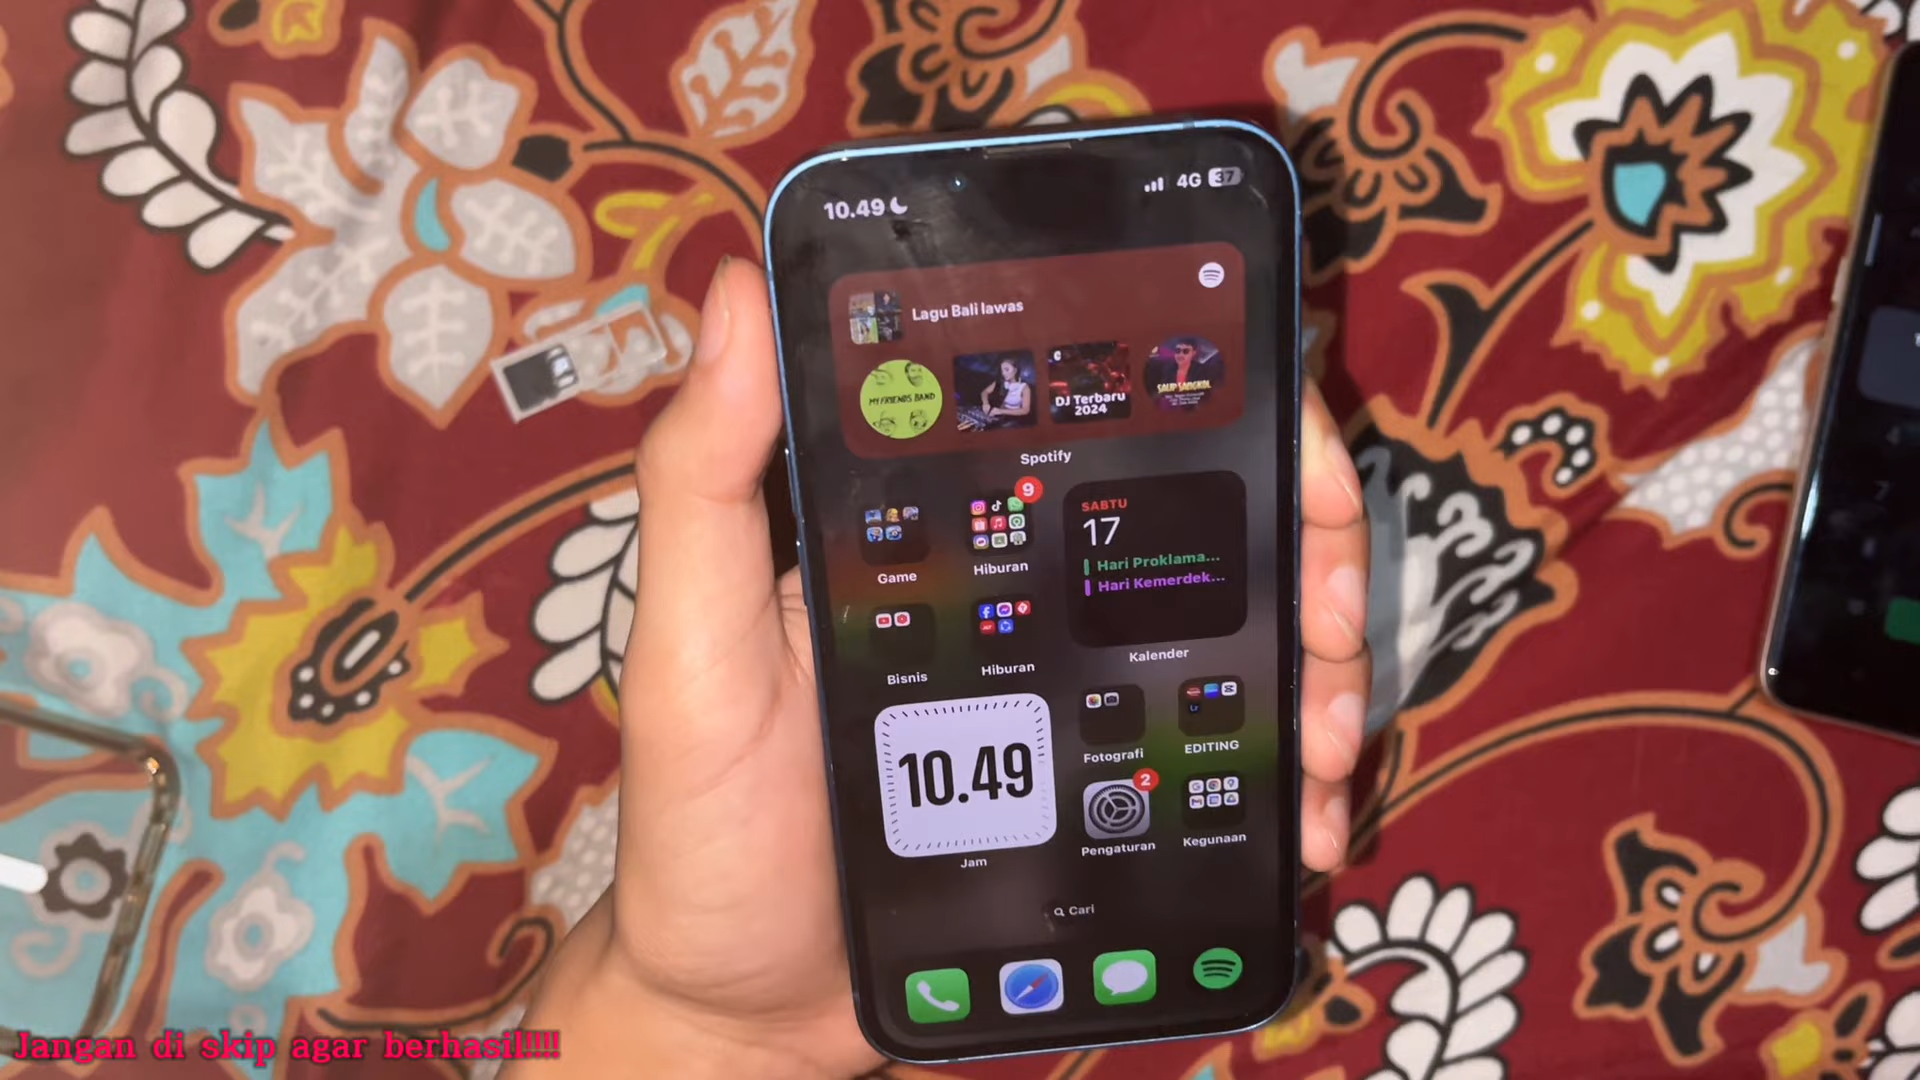 10.49
4G 37
Lagu Bali lawas
MY FRIENDS BAND
DJ Terbaru
2024
Spotify
9
SABTU
17
Hari Proklama...
Hari Kemerdek...
Game
Hiburan
Kalender
Bisnis
Hiburan
10.49
Jam
Fotografi
EDITING
2
Pengaturan
Kegunaan
Cari
Jangan di skip agar berhasil!!!!